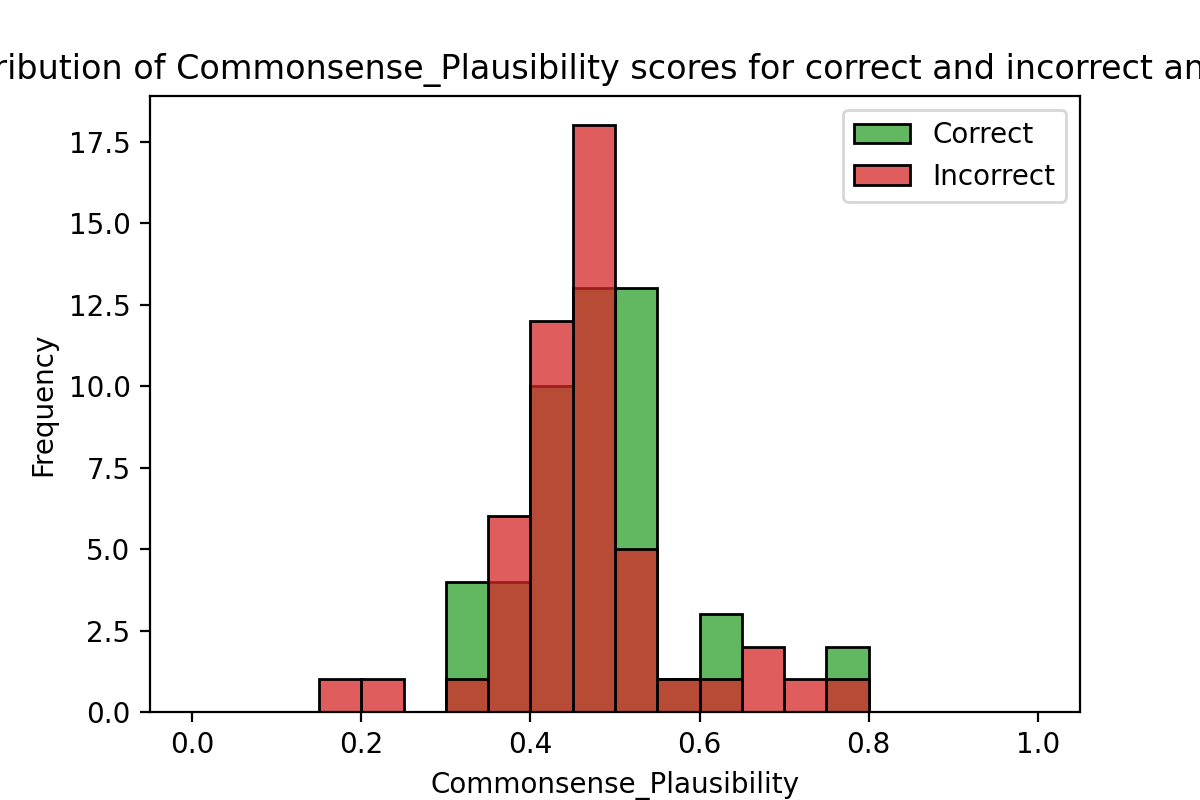 ribution of Commonsense_Plausibility scores for correct and incorrect an
Correct
Incorrect
17.5
15.0
12.5
10.0
7.5
5.0
2.5
0.0
Frequency
0.0 0.2 0.4 0.6 0.8 1.0
Commonsense_Plausibility